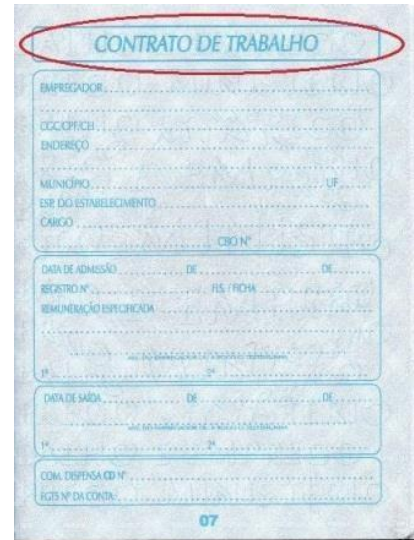 CONTRATO DE TRABALHO
EMPREGADOR
CGC/CPF/CEI
ENDEREÇO
MUNICÍPIO UF
ESP. DO ESTABELECIMENTO
CARGO
CBO Nº
DATA DE ADMISSÃO DE DE
REGISTRO Nº FLS. / FICHA
REMUNERAÇÃO ESPECIFICADA
1ª 2ª
DATA DE SAÍDA DE DE
1ª 2ª
COM. DISPENSA CD Nº
FGTS Nº DA CONTA
07